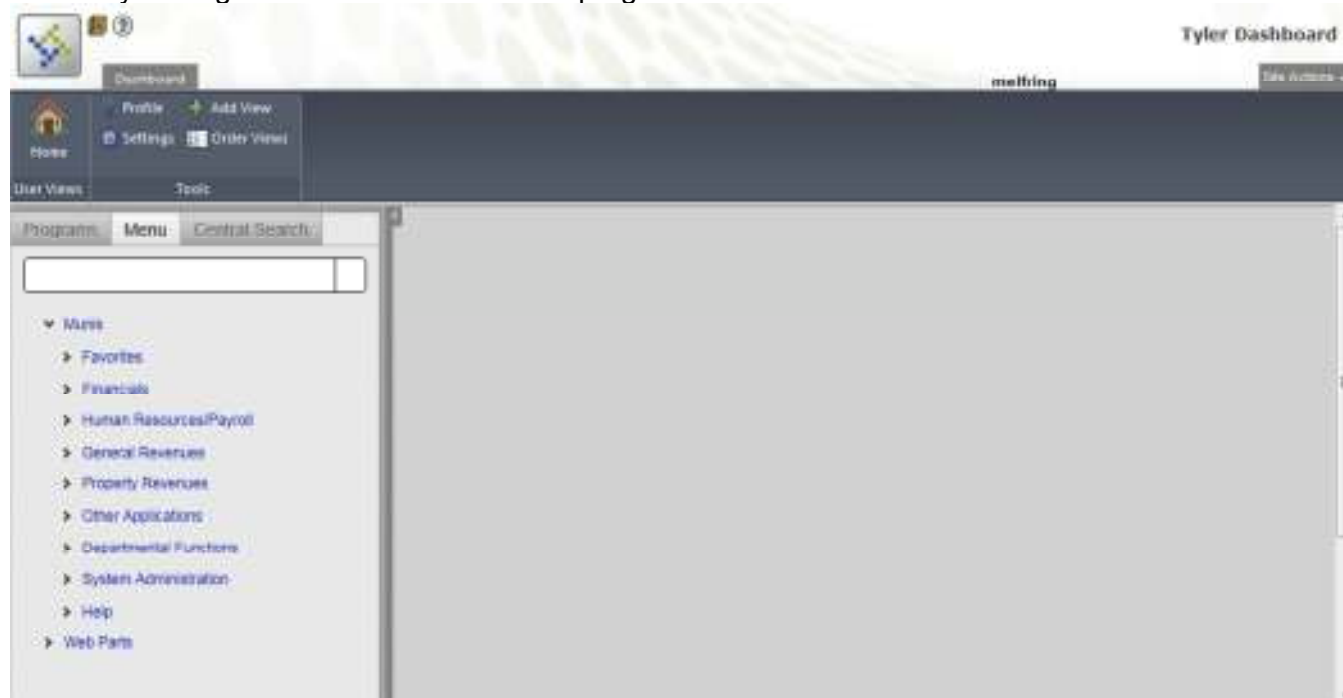 Tyler Dashboard
Dashboard
melfring
Site Actions
Profile Add View
Settings Order Views
Home
User Views Tools
Programs Menu Central Search
Munis
Favorites
Financials
Human Resources/Payroll
General Revenues
Property Revenues
Other Applications
Departmental Functions
System Administration
Help
Web Parts